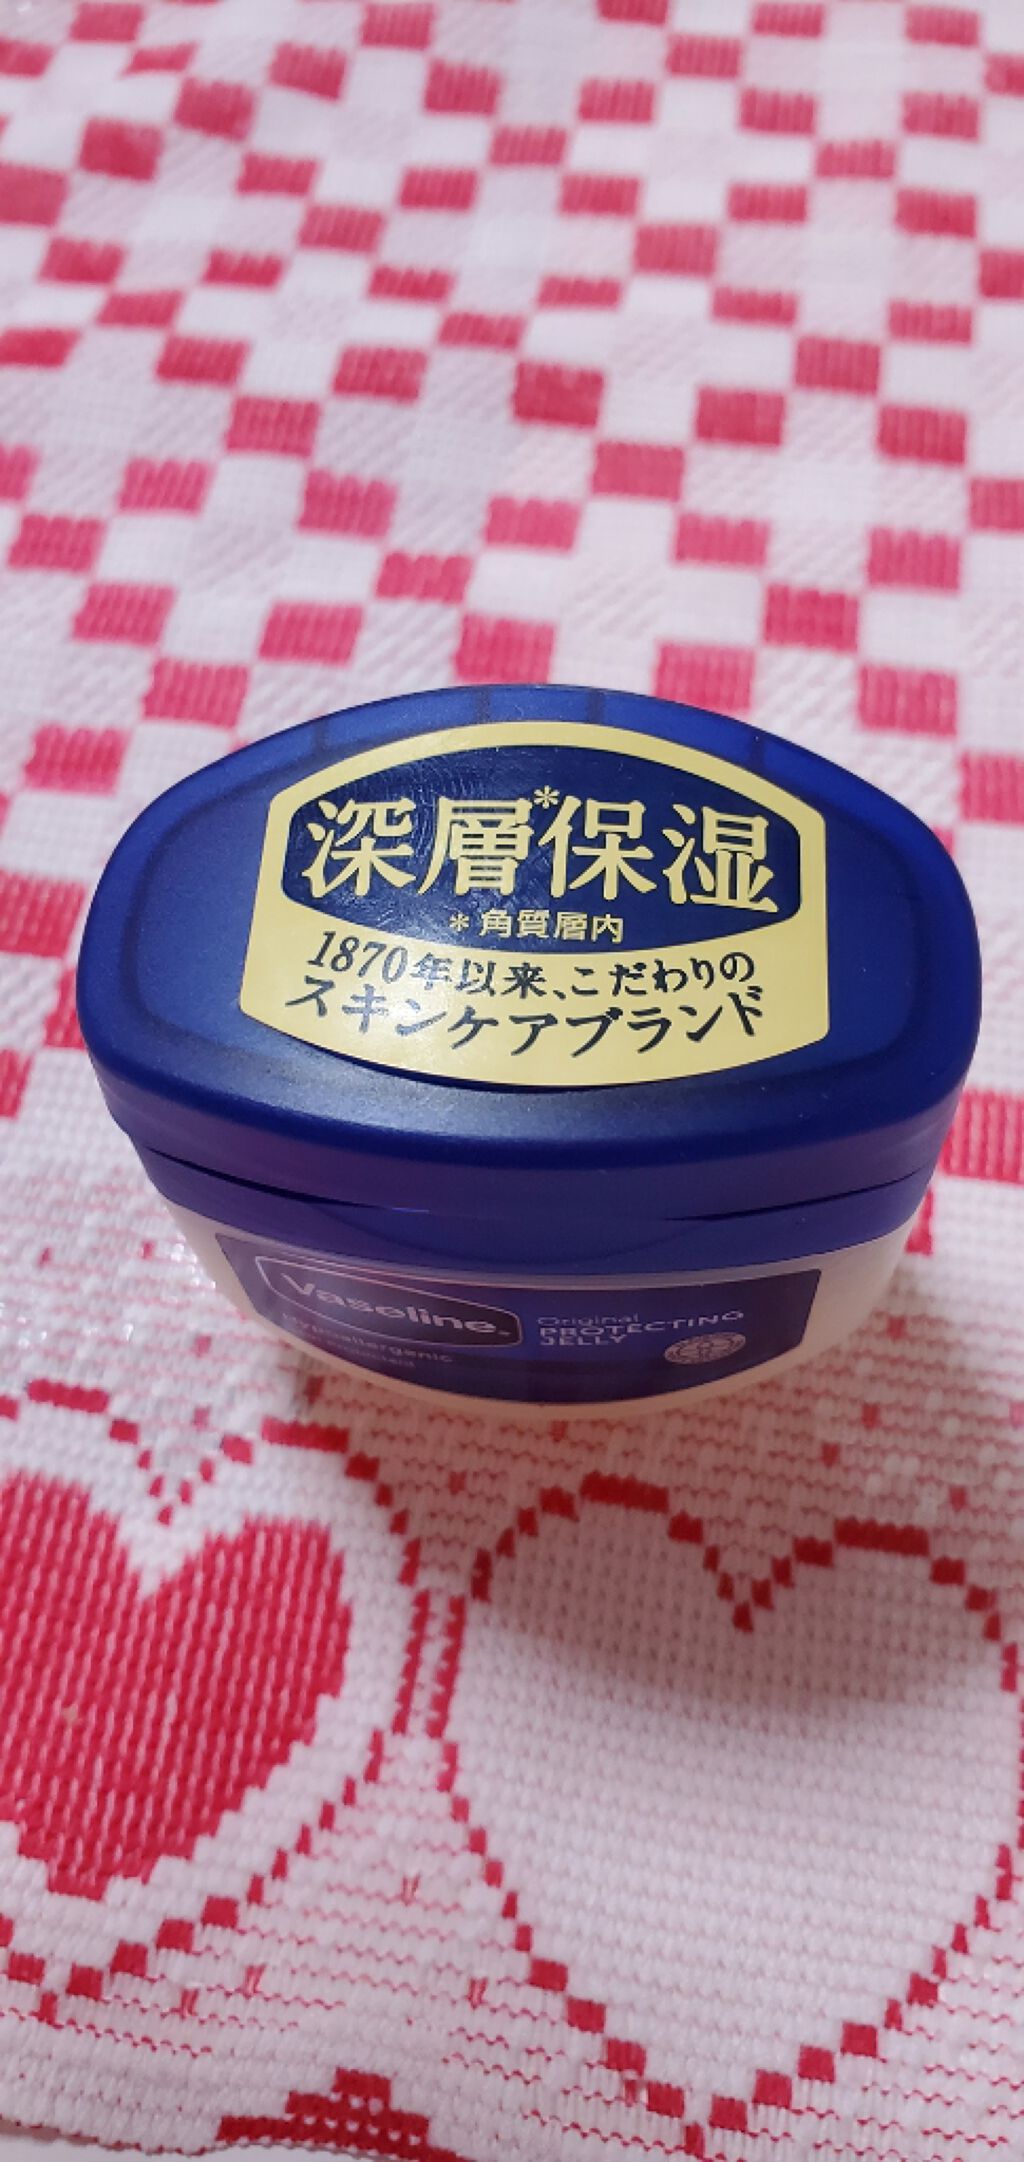 深層*保湿
*角質層内
1870年以来、こだわりの
スキンケアブランド
Vaseline
Original
PROTECTING
JELLY
Hypoallergenic